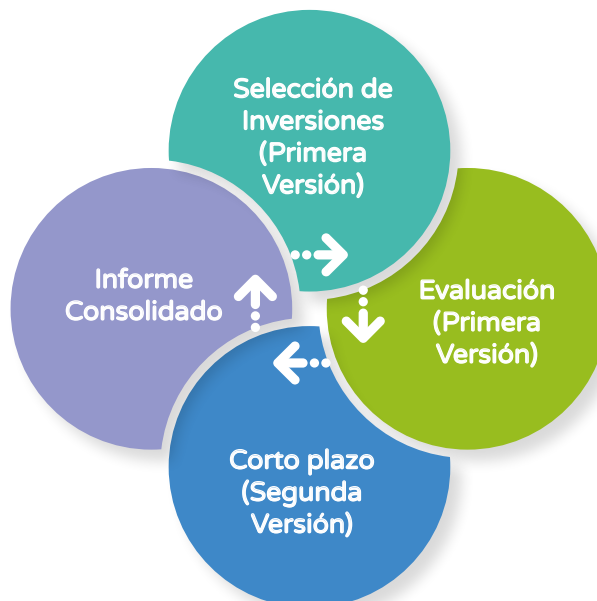 Selección de
Inversiones
(Primera
Versión)
Informe
Consolidado
Evaluación
(Primera
Versión)
Corto plazo
(Segunda
Versión)